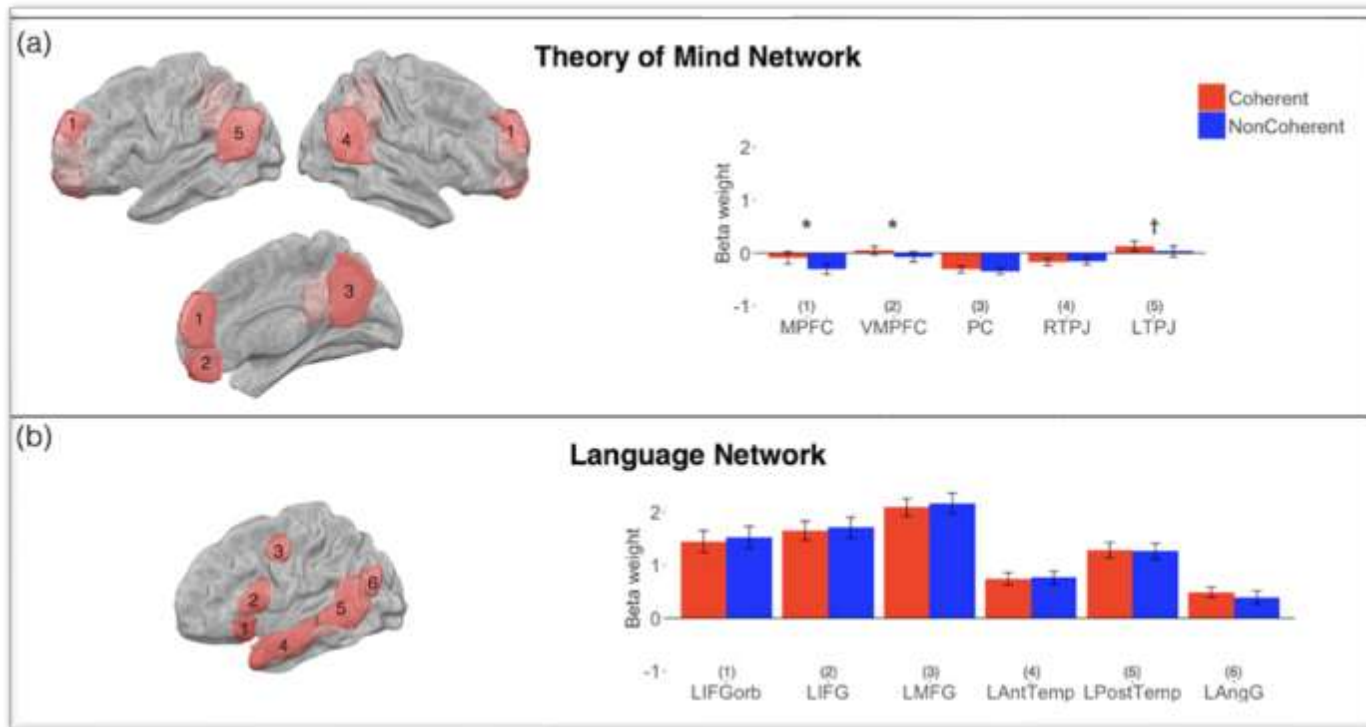 (a)
Theory of Mind Network
1
5
4
1
3
1
2
Coherent
NonCoherent
Beta weight
2
1
0
-1
* * †
(1) (2) (3) (4) (5)
MPFC VMPFC PC RTPJ LTPJ
(b)
Language Network
3
2
1
6
5
4
Beta weight
2
1
0
-1
(1) (2) (3) (4) (5) (6)
LIFGorb LIFG LMFG LAntTemp LPostTemp LAngG